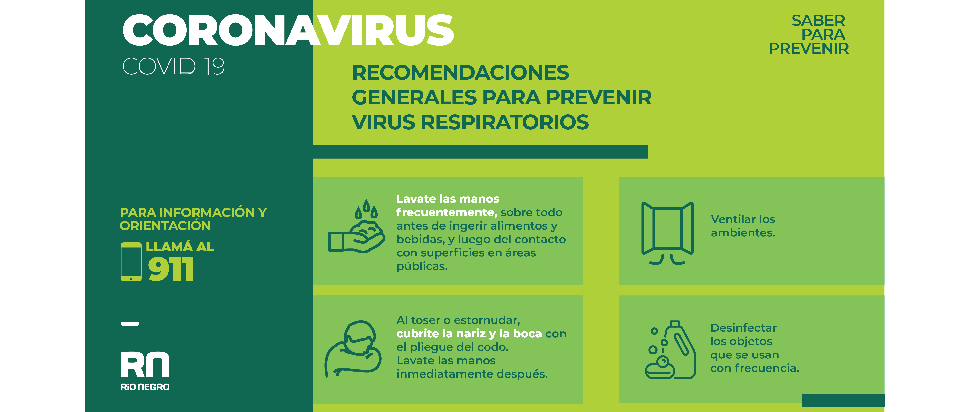 CORONAVIRUS
COVID 19
SABER
PARA
PREVENIR
RECOMENDACIONES
GENERALES PARA PREVENIR
VIRUS RESPIRATORIOS
PARA INFORMACIÓN Y
ORIENTACIÓN
LLAMÁ AL
911
RN
RÍO NEGRO
Lavate las manos
frecuentemente, sobre todo
antes de ingerir alimentos y
bebidas, y luego del contacto
con superficies en áreas
públicas.
Ventilar los
ambientes.
Al toser o estornudar,
cubríte la nariz y la boca con
el pliegue del codo.
Lavate las manos
inmediatamente después.
Desinfectar
los objetos
que se usan
con frecuencia.